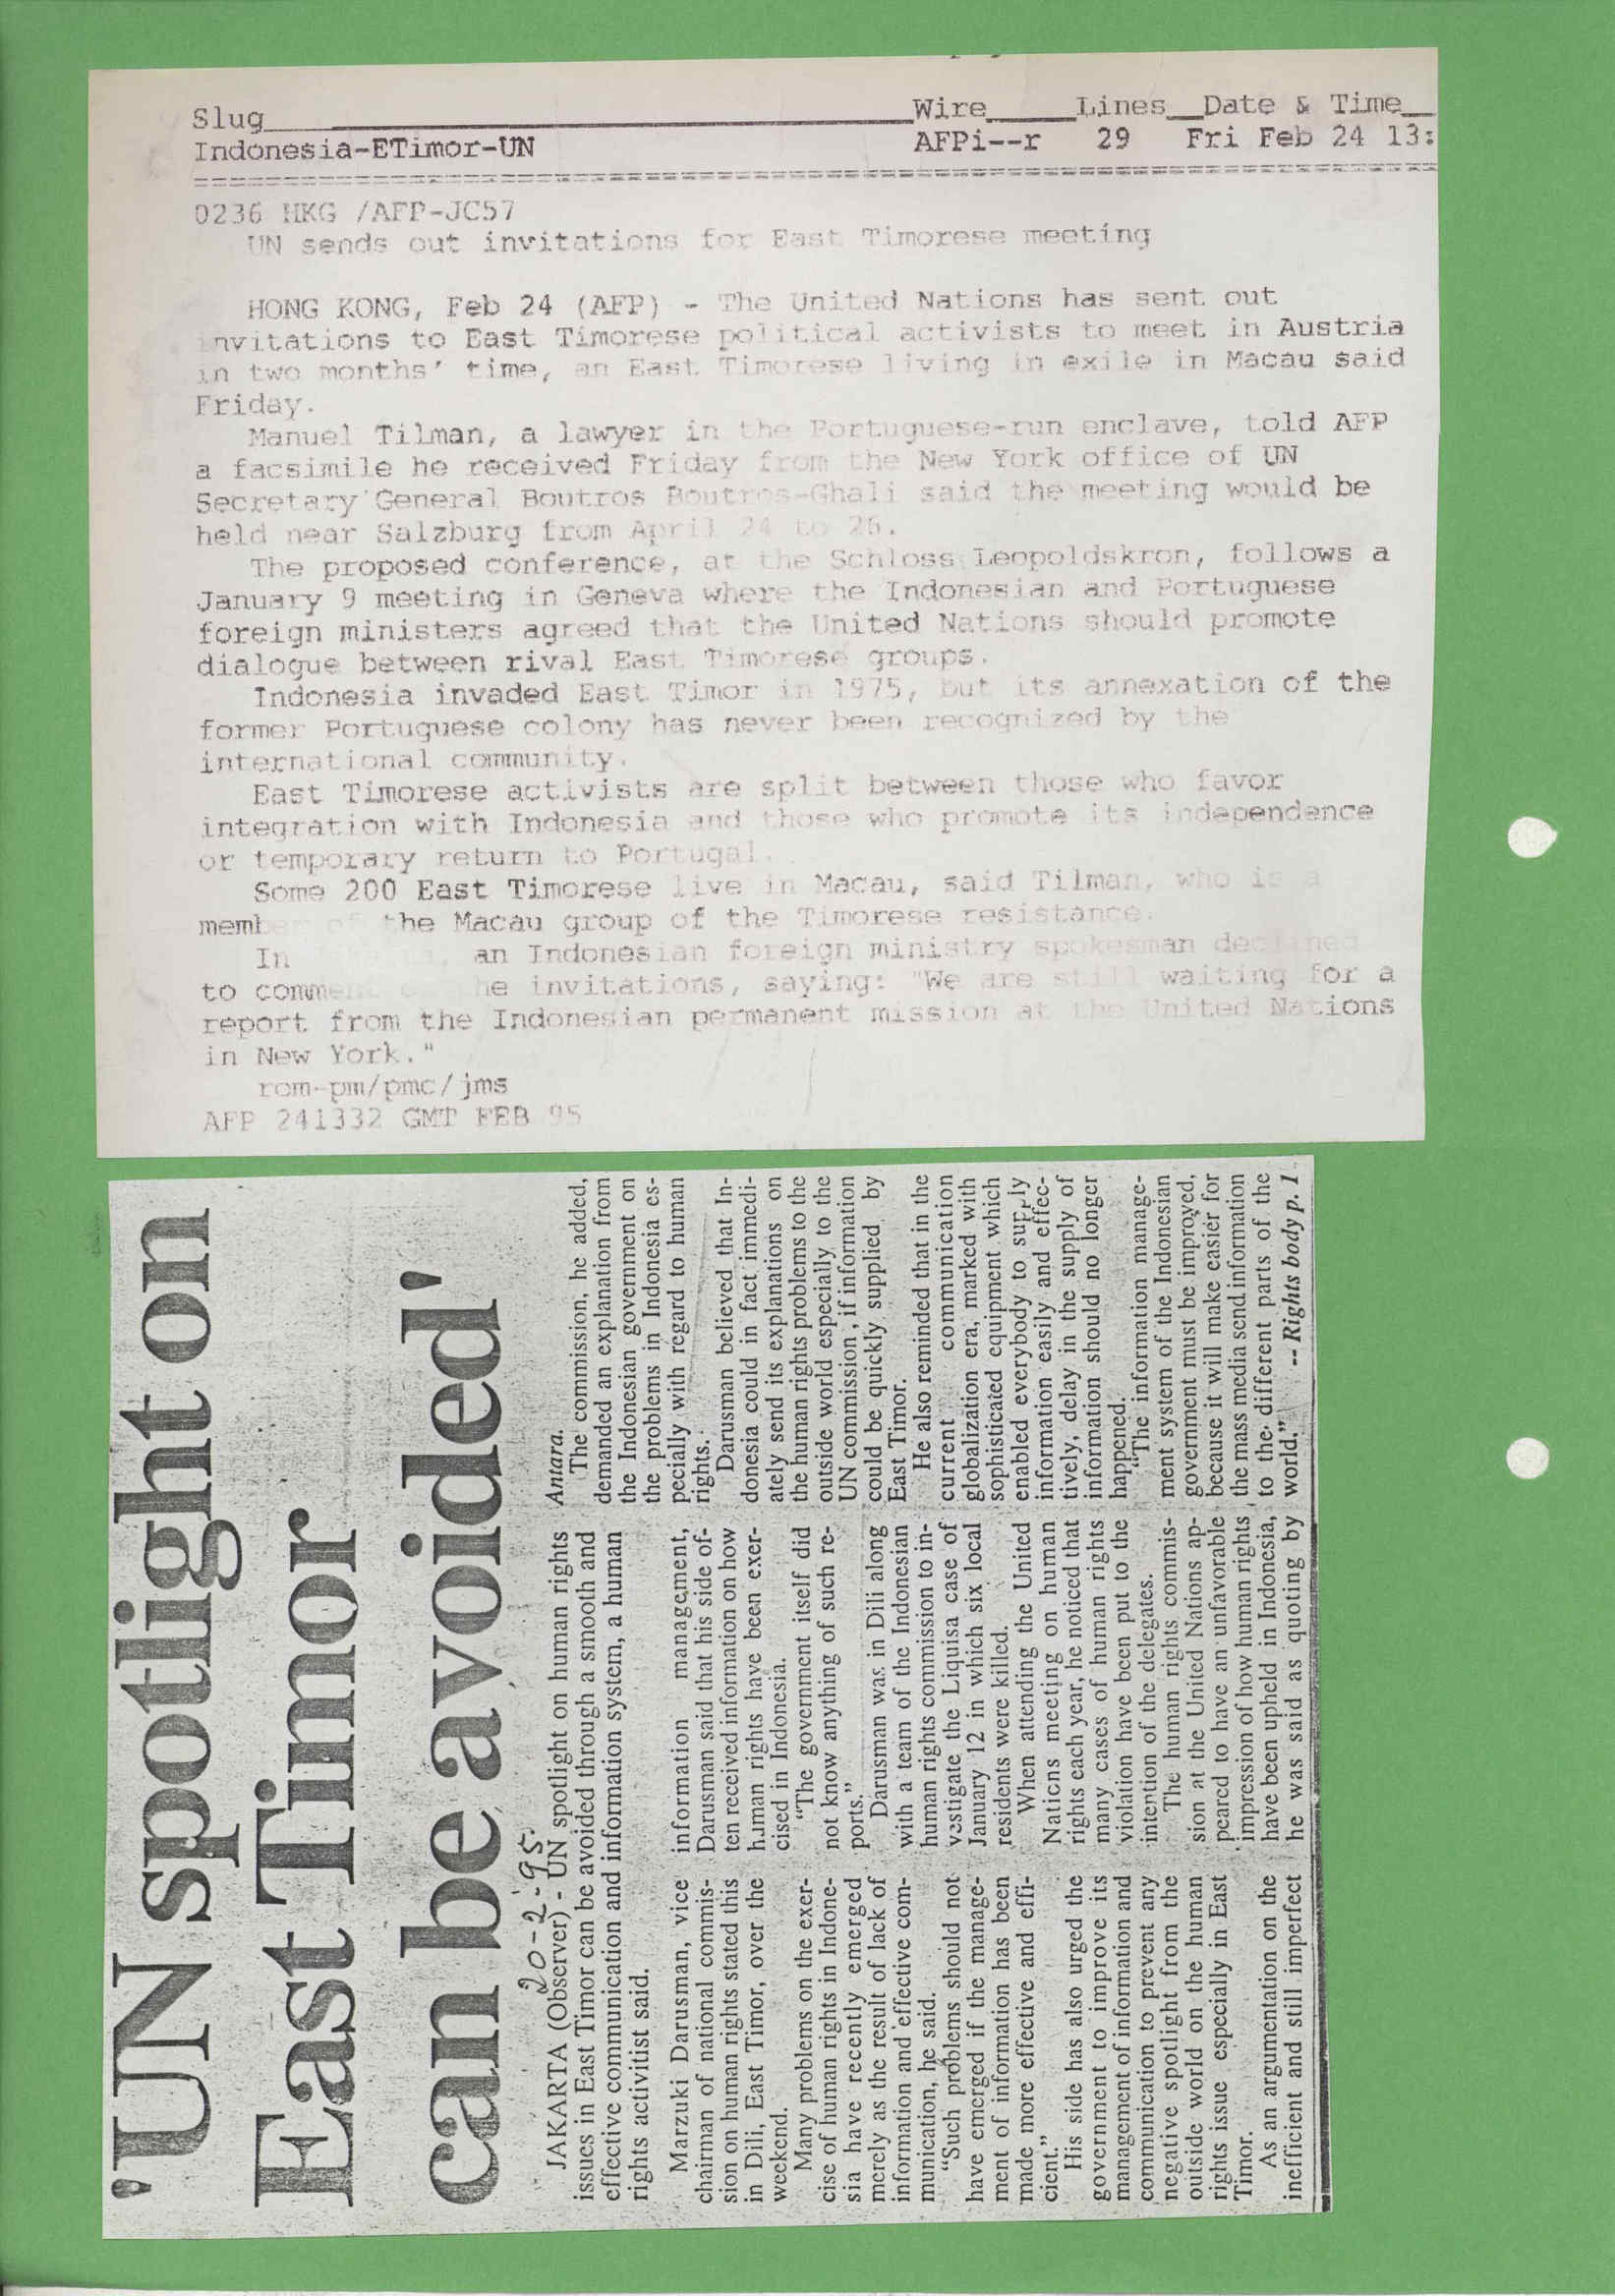 Slug Wire Lines Date & Time
Indonesia-ETimor-UN AFPi--r 29 Fri Feb 24 13:
0236 HKG /AFP-JC57
UN sends out invitations for East Timorese meeting
HONG KONG, Feb 24 (AFP) - The United Nations has sent out
invitations to East Timorese political activists to meet in Austria
in two months' time, an East Timorese living in exile in Macau said
Friday.
Manuel Tilman, a lawyer in the Portuguese-run enclave, told AFP
a facsimile he received Friday from the New York office of UN
Secretary General Boutros Boutros-Ghali said the meeting would be
held near Salzburg from April 24 to 26.
The proposed conference, at the Schloss Leopoldskron, follows a
January 9 meeting in Geneva where the Indonesian and Portuguese
foreign ministers agreed that the United Nations should promote
dialogue between rival East Timorese groups.
Indonesia invaded East Timor in 1975, but its annexation of the
former Portuguese colony has never been recognized by the
international community.
East Timorese activists are split between those who favor
integration with Indonesia and those who promote its independence
or temporary return to Portugal.
Some 200 East Timorese live in Macau, said Tilman, who is a
member of the Macau group of the Timorese resistance.
In Jakarta, an Indonesian foreign ministry spokesman declined
to comment on the invitations, saying: "We are still waiting for a
report from the Indonesian permanent mission at the United Nations
in New York."
rom-pm/pmc/jms
AFP 241332 GMT FEB 95
'UN spotlight on
East Timor
can be avoided'
20-2-95.
JAKARTA (Observer) - UN spotlight on human rights
issues in East Timor can be avoided through a smooth and
effective communication and information system, a human
rights activitist said.
Marzuki Darusman, vice
chairman of national commis-
sion on human rights stated this
in Dili, East Timor, over the
weekend.
Many problems on the exer-
cise of human rights in Indone-
sia have recently emerged
merely as the result of lack of
information and effective com-
munication, he said.
"Such problems should not
have emerged if the manage-
ment of information has been
made more effective and effi-
cient."
His side has also urged the
government to improve its
management of information and
communication to prevent any
negative spotlight from the
outside world on the human
rights issue especially in East
Timor.
As an argumentation on the
inefficient and still imperfect
information management,
Darusman said that his side of-
ten received information on how
human rights have been exer-
cised in Indonesia.
"The government itself did
not know anything of such re-
ports."
Darusman was in Dili along
with a team of the Indonesian
human rights commission to in-
vestigate the Liquisa case of
January 12 in which six local
residents were killed.
When attending the United
Nations meeting on human
rights each year, he noticed that
many cases of human rights
violation have been put to the
intention of the delegates.
The human rights commis-
sion at the United Nations ap-
peared to have an unfavorable
impression of how human rights
have been upheld in Indonesia,
he was said as quoting by
Antara.
The commission, he added,
demanded an explanation from
the Indonesian government on
the problems in Indonesia es-
pecially with regard to human
rights.
Darusman believed that In-
donesia could in fact immedi-
ately send its explanations on
the human rights problems to the
outside world especially to the
UN commission , if information
could be quickly supplied by
East Timor.
He also reminded that in the
current communication
globalization era, marked with
sophisticated equipment which
enabled everybody to supply
information easily and effec-
tively, delay in the supply of
information should no longer
happened.
"The information manage-
ment system of the Indonesian
government must be improved,
because it will make easier for
the mass media send information
to the different parts of the
world." -- Rights body p. 1